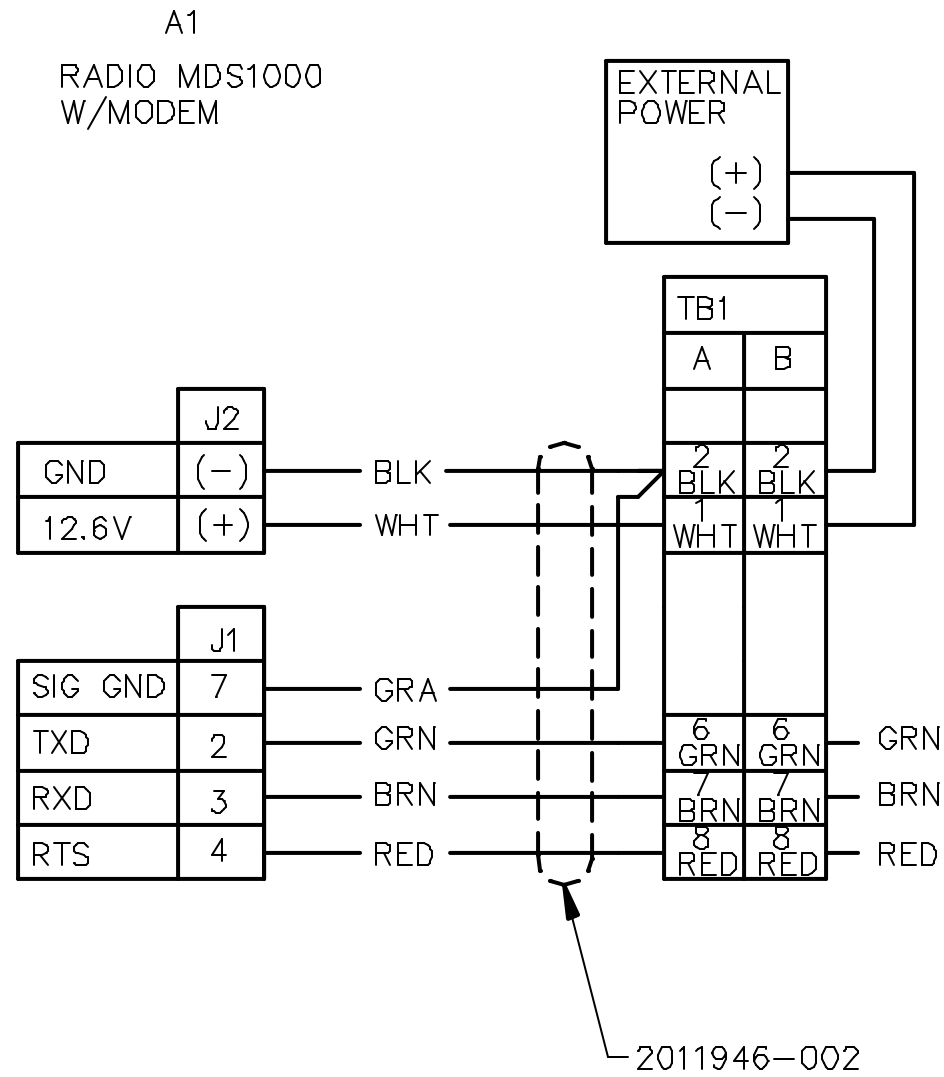 A1
RADIO MDS1000
W/MODEM
EXTERNAL
POWER
(+)
(-)
TB1
A B
J2
GND (-) BLK 2 BLK 2 BLK
12.6V (+) WHT 1 WHT 1 WHT
J1
SIG GND 7 GRA
TXD 2 GRN 6 GRN 6 GRN GRN
RXD 3 BRN 7 BRN 7 BRN BRN
RTS 4 RED 8 RED 8 RED RED
2011946-002